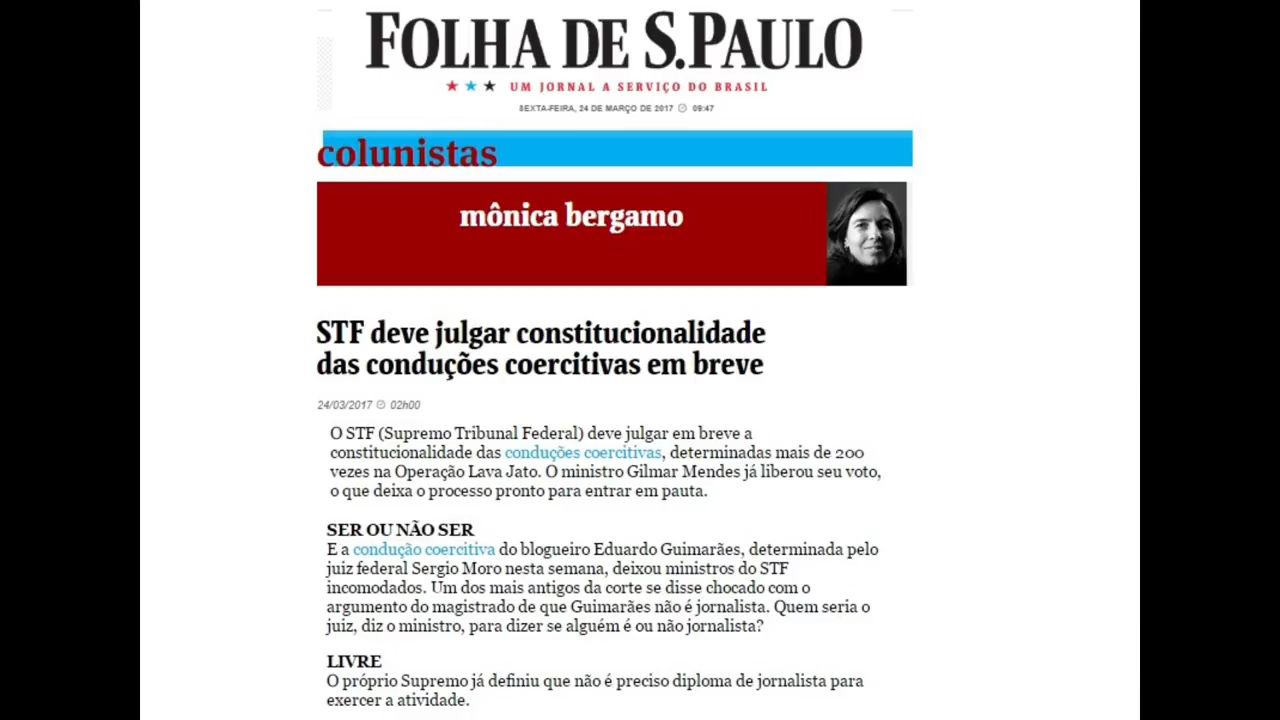 FOLHA DE S.PAULO
★ ★ ★ UM JORNAL A SERVIÇO DO BRASIL
SEXTA-FEIRA, 24 DE MARÇO DE 2017 09:47
colunistas
mônica bergamo
STF deve julgar constitucionalidade
das conduções coercitivas em breve
24/03/2017 02h00
O STF (Supremo Tribunal Federal) deve julgar em breve a
constitucionalidade das conduções coercitivas, determinadas mais de 200
vezes na Operação Lava Jato. O ministro Gilmar Mendes já liberou seu voto,
o que deixa o processo pronto para entrar em pauta.
SER OU NÃO SER
E a condução coercitiva do blogueiro Eduardo Guimarães, determinada pelo
juiz federal Sergio Moro nesta semana, deixou ministros do STF
incomodados. Um dos mais antigos da corte se disse chocado com o
argumento do magistrado de que Guimarães não é jornalista. Quem seria o
juiz, diz o ministro, para dizer se alguém é ou não jornalista?
LIVRE
O próprio Supremo já definiu que não é preciso diploma de jornalista para
exercer a atividade.